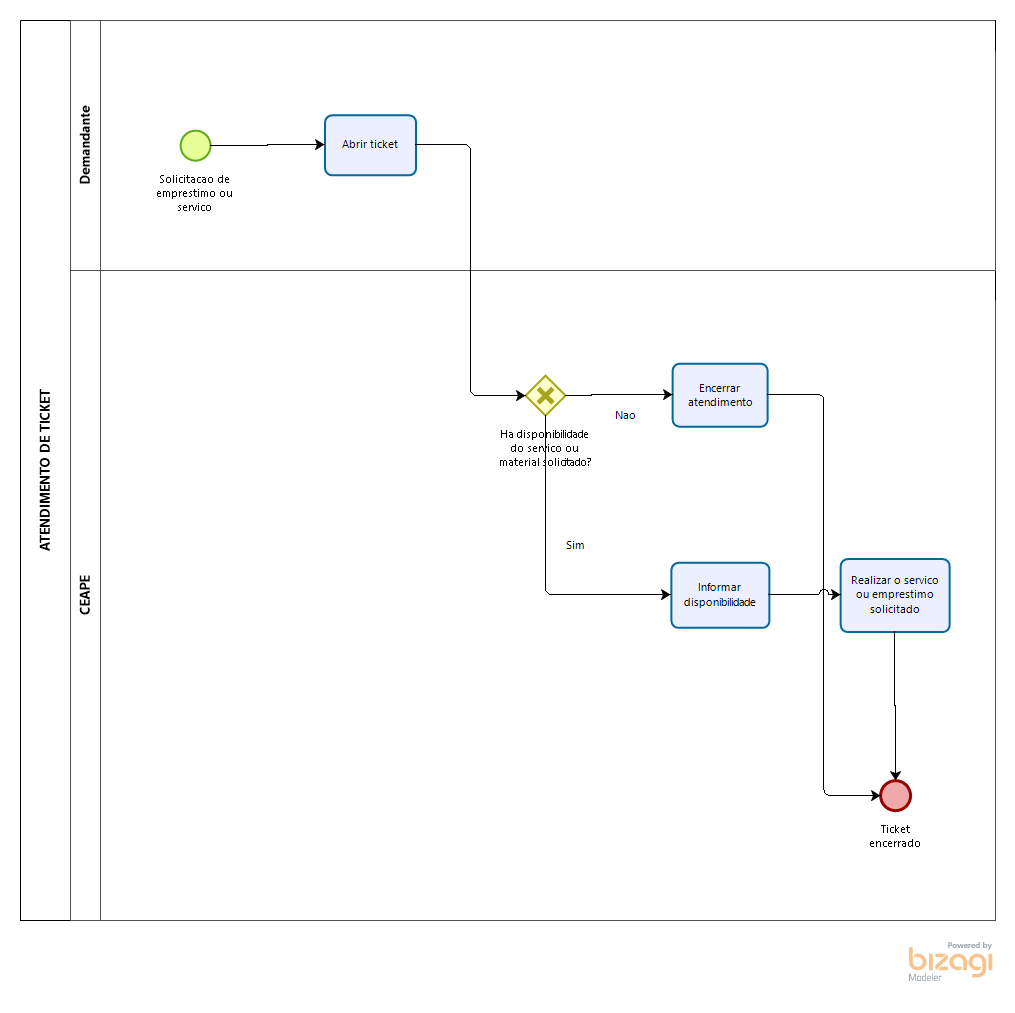 ATENDIMENTO DE TICKET
Demandante
Solicitacao de
emprestimo ou
servico
Abrir ticket
CEAPE
Ha disponibilidade
do servico ou
material solicitado?
Nao
Encerrar
atendimento
Sim
Informar
disponibilidade
Realizar o servico
ou emprestimo
solicitado
Ticket
encerrado
Powered by
bizagi
Modeler